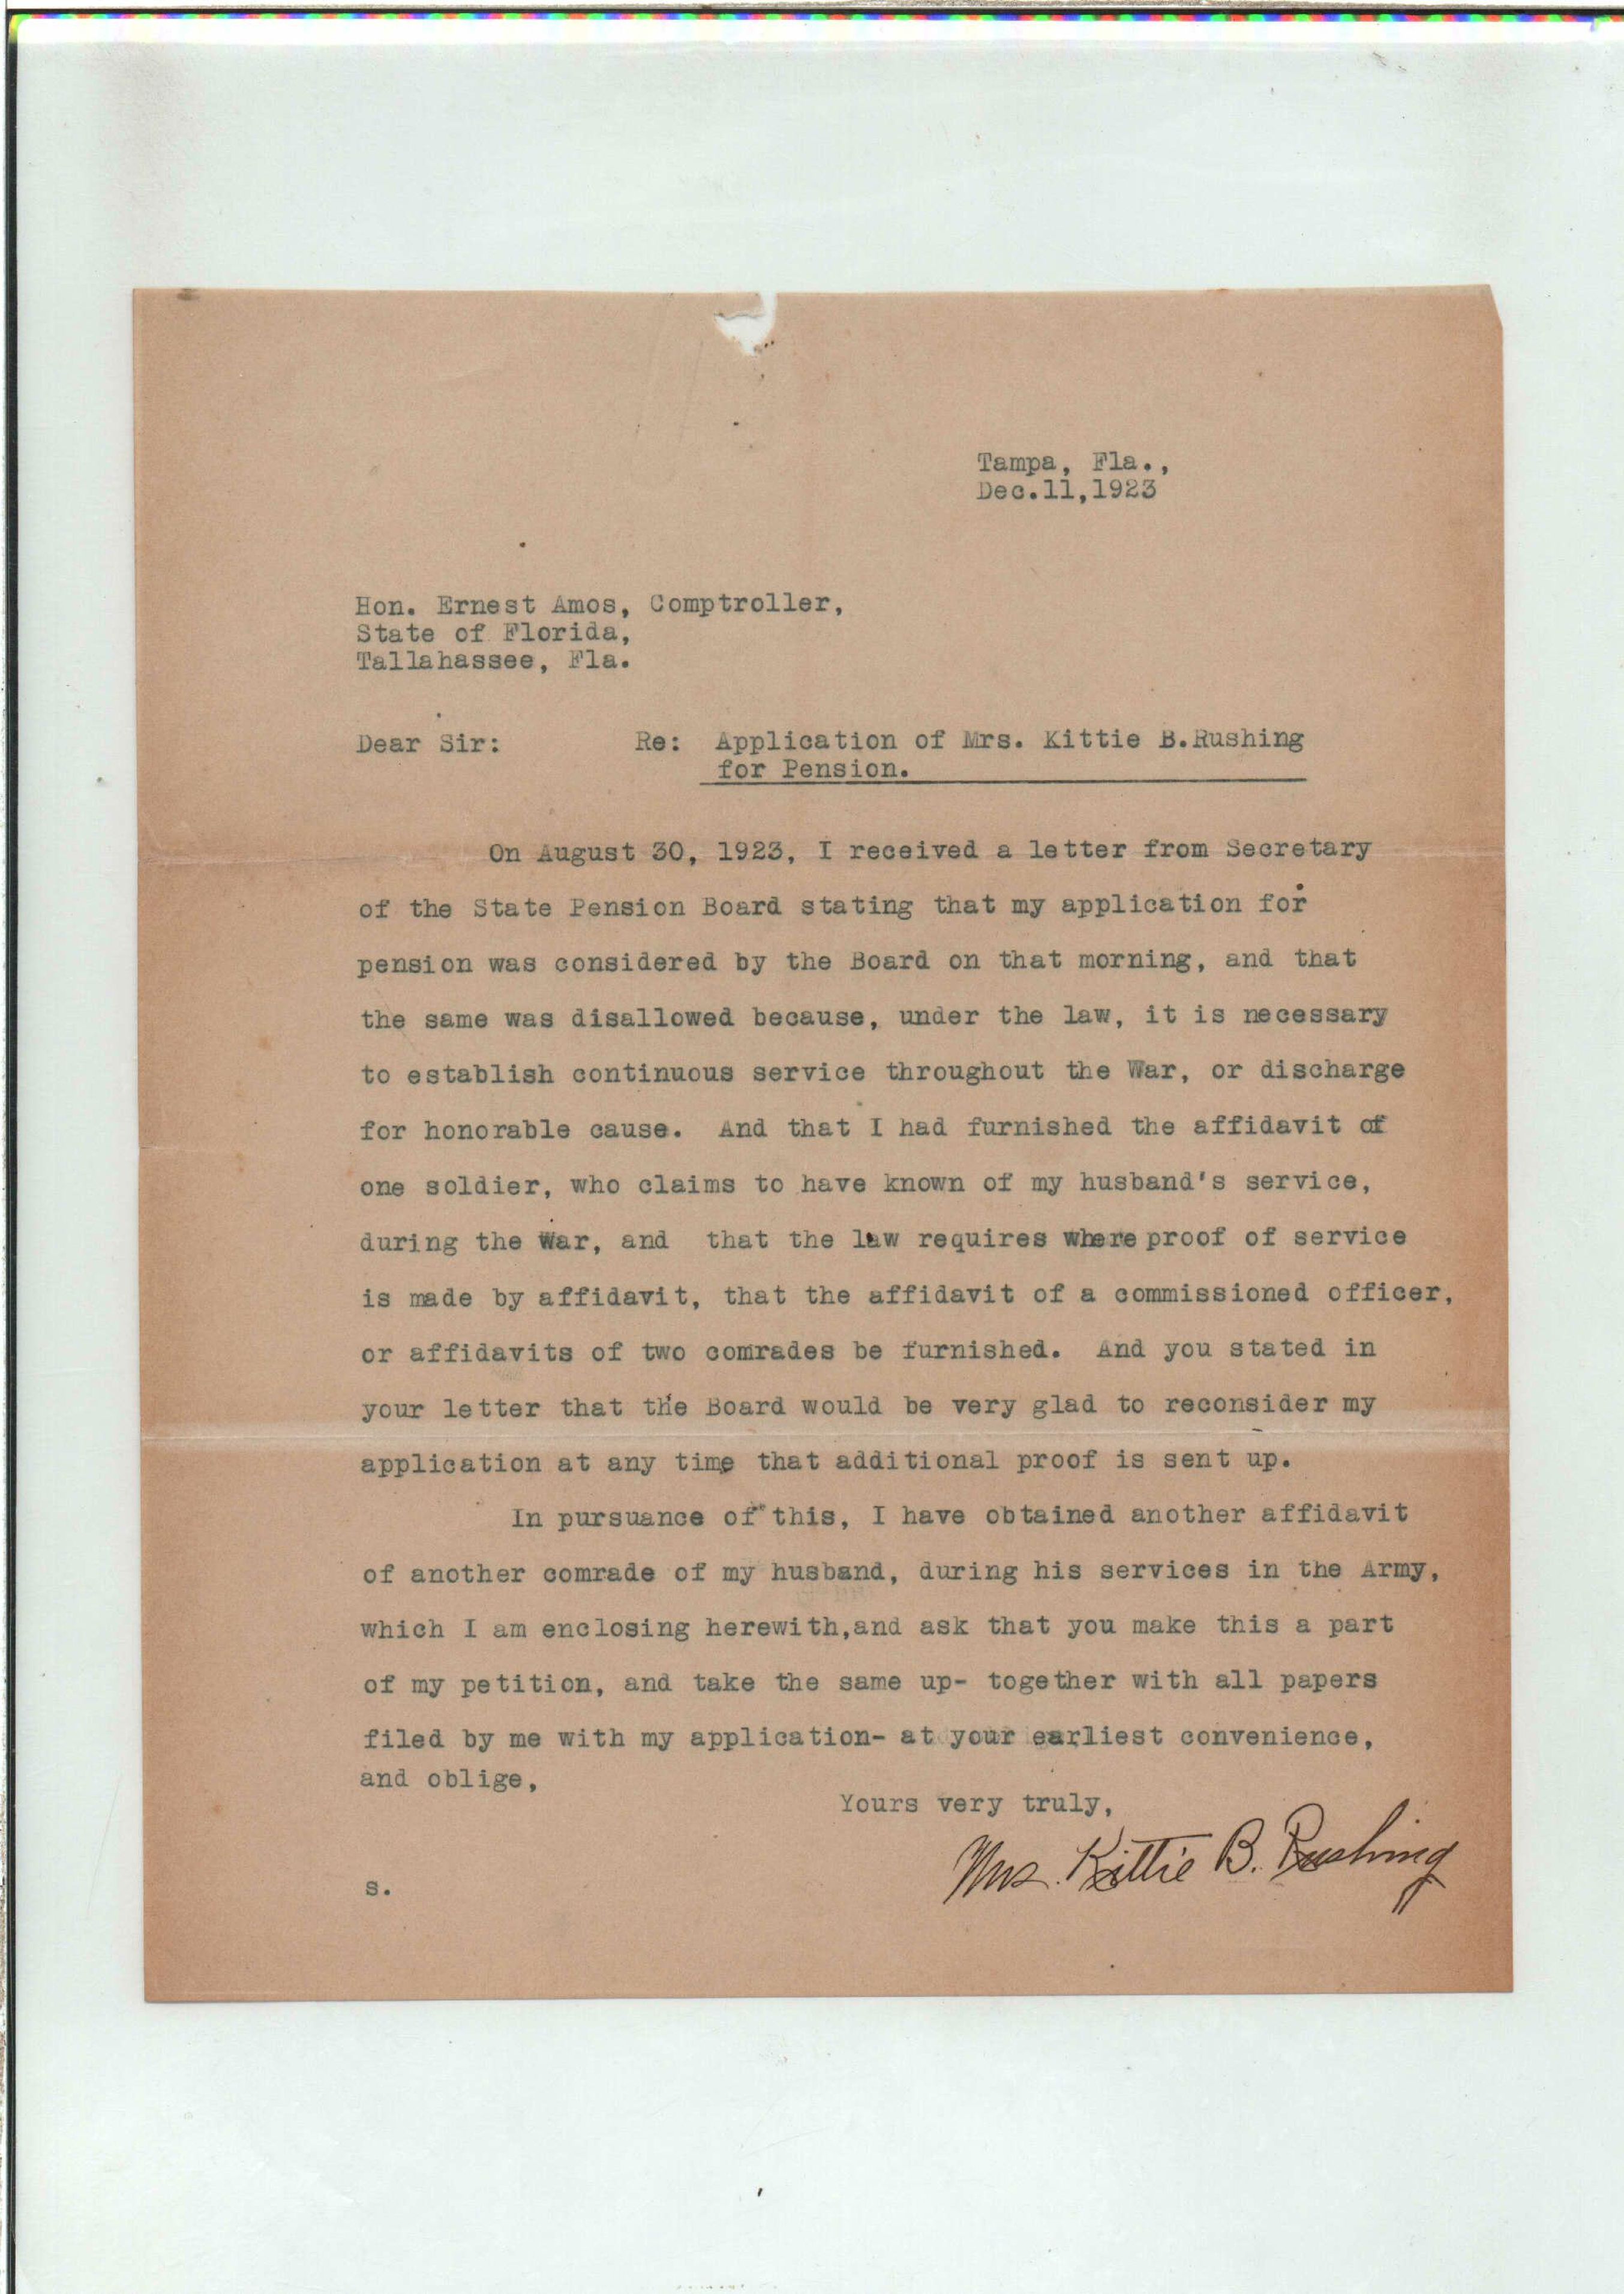 Tampa, Fla.,
Dec.11,1923
Hon. Ernest Amos, Comptroller,
State of Florida,
Tallahassee, Fla.
Dear Sir: Re: Application of Mrs. Kittie B.Rushing
for Pension.
On August 30, 1923, I received a letter from Secretary
of the State Pension Board stating that my application for
pension was considered by the Board on that morning, and that
the same was disallowed because, under the law, it is necessary
to establish continuous service throughout the War, or discharge
for honorable cause. And that I had furnished the affidavit of
one soldier, who claims to have known of my husband's service,
during the War, and that the law requires where proof of service
is made by affidavit, that the affidavit of a commissioned officer,
or affidavits of two comrades be furnished. And you stated in
your letter that the Board would be very glad to reconsider my
application at any time that additional proof is sent up.
In pursuance of this, I have obtained another affidavit
of another comrade of my husband, during his services in the Army,
which I am enclosing herewith,and ask that you make this a part
of my petition, and take the same up- together with all papers
filed by me with my application- at your earliest convenience,
and oblige,
Yours very truly,
Mrs. Kittie B. Rushing
s.